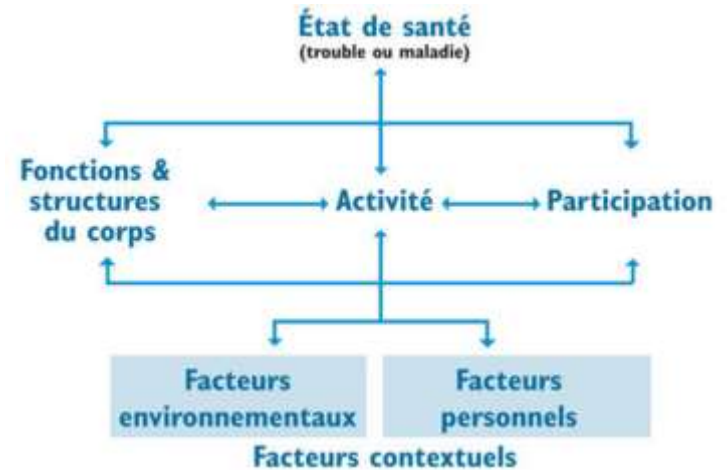 État de santé
(trouble ou maladie)
Fonctions &
structures
du corps
Activité
Participation
Facteurs
environnementaux
Facteurs
personnels
Facteurs contextuels